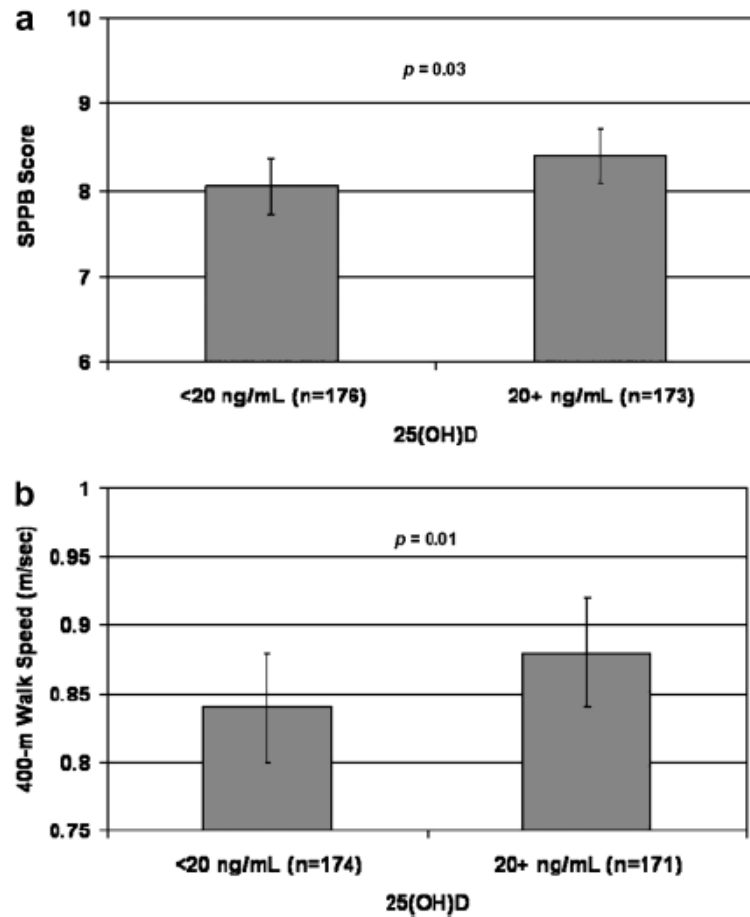 a
10
9
8
7
6
SPPB Score
p = 0.03
<20 ng/mL (n=176)
20+ ng/mL (n=173)
25(OH)D
b
1
0.95
0.9
0.85
0.8
0.75
400-m Walk Speed (m/sec)
p = 0.01
<20 ng/mL (n=174)
20+ ng/mL (n=171)
25(OH)D